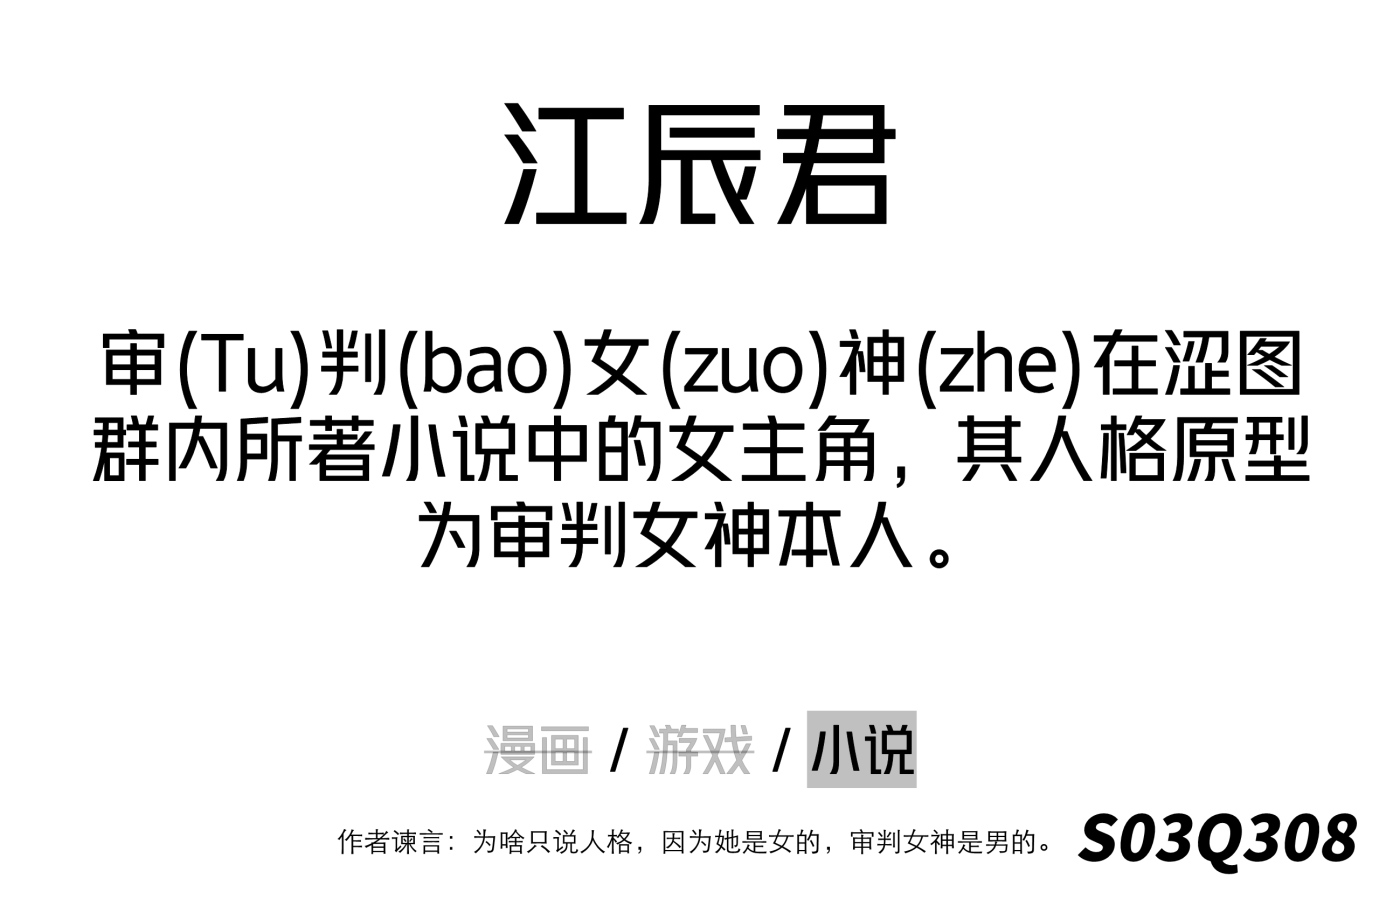 江辰君
审(Tu)判(bao)女(zuo)神(zhe)在涩图
群内所著小说中的女主角，其人格原型
为审判女神本人。
漫画 / 游戏 / 小说
作者谏言：为啥只说人格，因为她是女的，审判女神是男的。
S03Q308